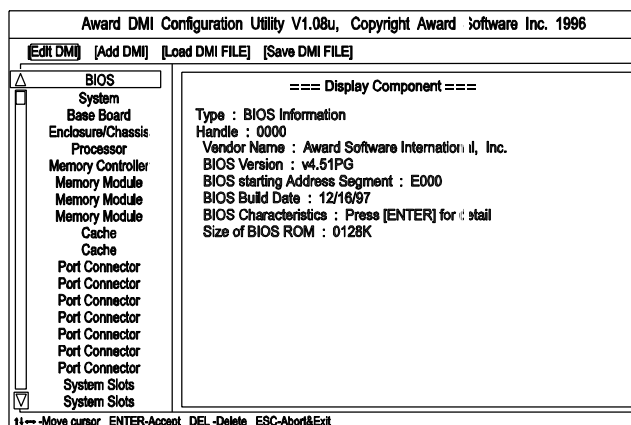 Award DMI Configuration Utility V1.08u, Copyright Award Software Inc. 1996
[Edit DMI] [Add DMI] [Load DMI FILE] [Save DMI FILE]
BIOS
System
Base Board
Enclosure/Chassis
Processor
Memory Controller
Memory Module
Memory Module
Memory Module
Cache
Cache
Port Connector
Port Connector
Port Connector
Port Connector
Port Connector
Port Connector
Port Connector
System Slots
System Slots
=== Display Component ===
Type : BIOS Information
Handle : 0000
Vendor Name : Award Software International, Inc.
BIOS Version : v4.51PG
BIOS starting Address Segment : E000
BIOS Build Date : 12/16/97
BIOS Characteristics : Press [ENTER] for detail
Size of BIOS ROM : 0128K
↑↓←→ -Move cursor ENTER-Accept DEL -Delete ESC-Abort&Exit